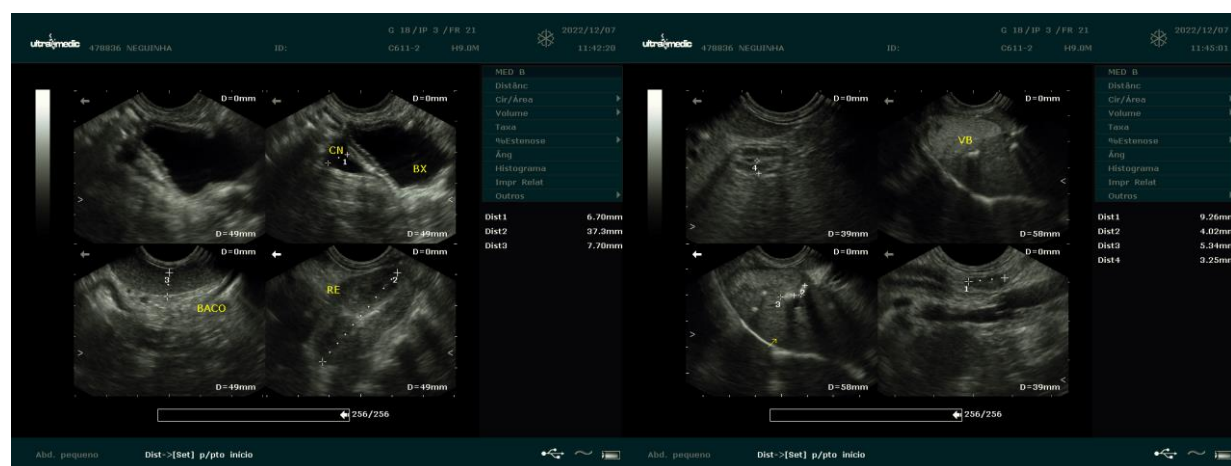 G 18/IP 3 /FR 21
2022/12/07
ultramedic
478836 NEGUINHA
ID:
C611-2
H9.0M
11:42:20
MED B
Distânc
Cir/Área
Volume
Taxa
%Estenose
Âng
Histograma
Impr Relat
Outros
D=0mm
D=0mm
CN
1
BX
D=49mm
D=49mm
Dist1 6.70mm
Dist2 37.3mm
Dist3 7.70mm
D=0mm
D=0mm
3
BACO
RE
2
D=49mm
D=49mm
256/256
Abd. pequeno
Dist->[Set] p/pto início
G 18/IP 3 /FR 21
2022/12/07
ultramedic
478836 NEGUINHA
ID:
C611-2
H9.0M
11:45:01
MED B
Distânc
Cir/Área
Volume
Taxa
%Estenose
Âng
Histograma
Impr Relat
Outros
D=0mm
D=0mm
4
VB
D=39mm
D=58mm
Dist1 9.26mm
Dist2 4.02mm
Dist3 5.34mm
Dist4 3.25mm
D=0mm
D=0mm
3
2
1
D=58mm
D=39mm
256/256
Abd. pequeno
Dist->[Set] p/pto início